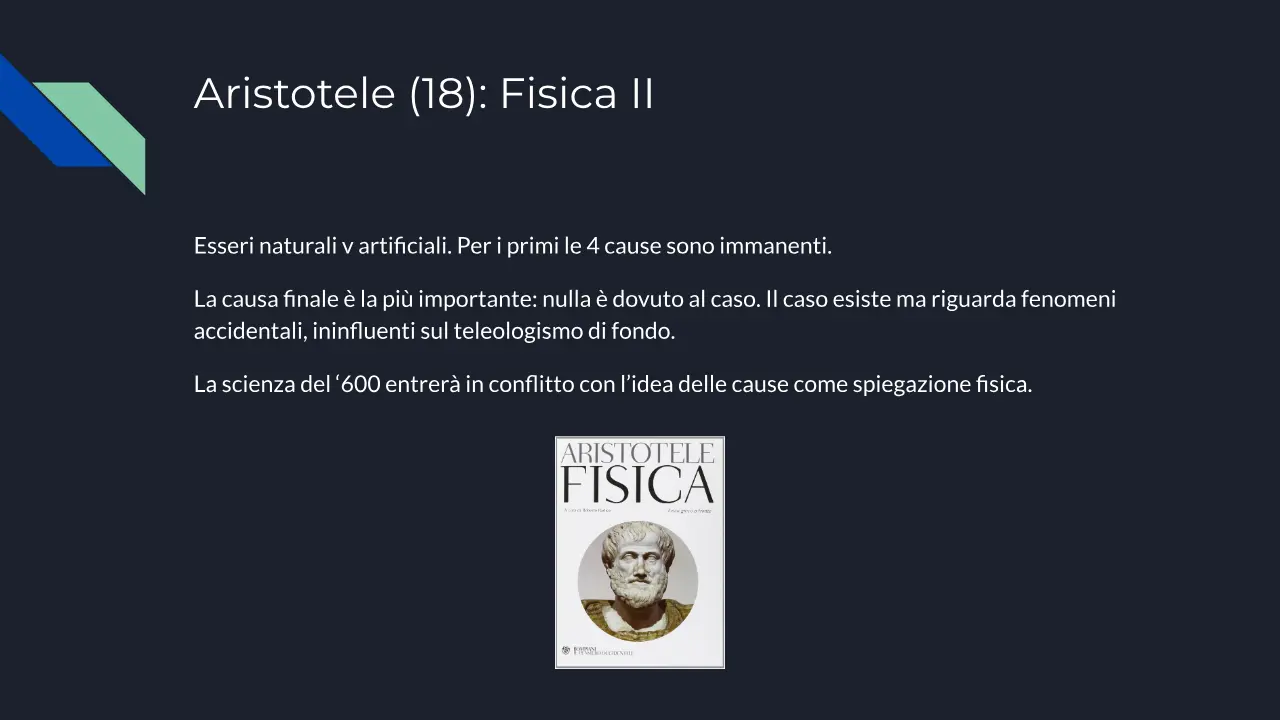 Aristotele (18): Fisica II
Esseri naturali v artificiali. Per i primi le 4 cause sono immanenti.
La causa finale è la più importante: nulla è dovuto al caso. Il caso esiste ma riguarda fenomeni
accidentali, ininfluenti sul teleologismo di fondo.
La scienza del ‘600 entrerà in conflitto con l’idea delle cause come spiegazione fisica.
ARISTOTELE
FISICA
BOMPIANI